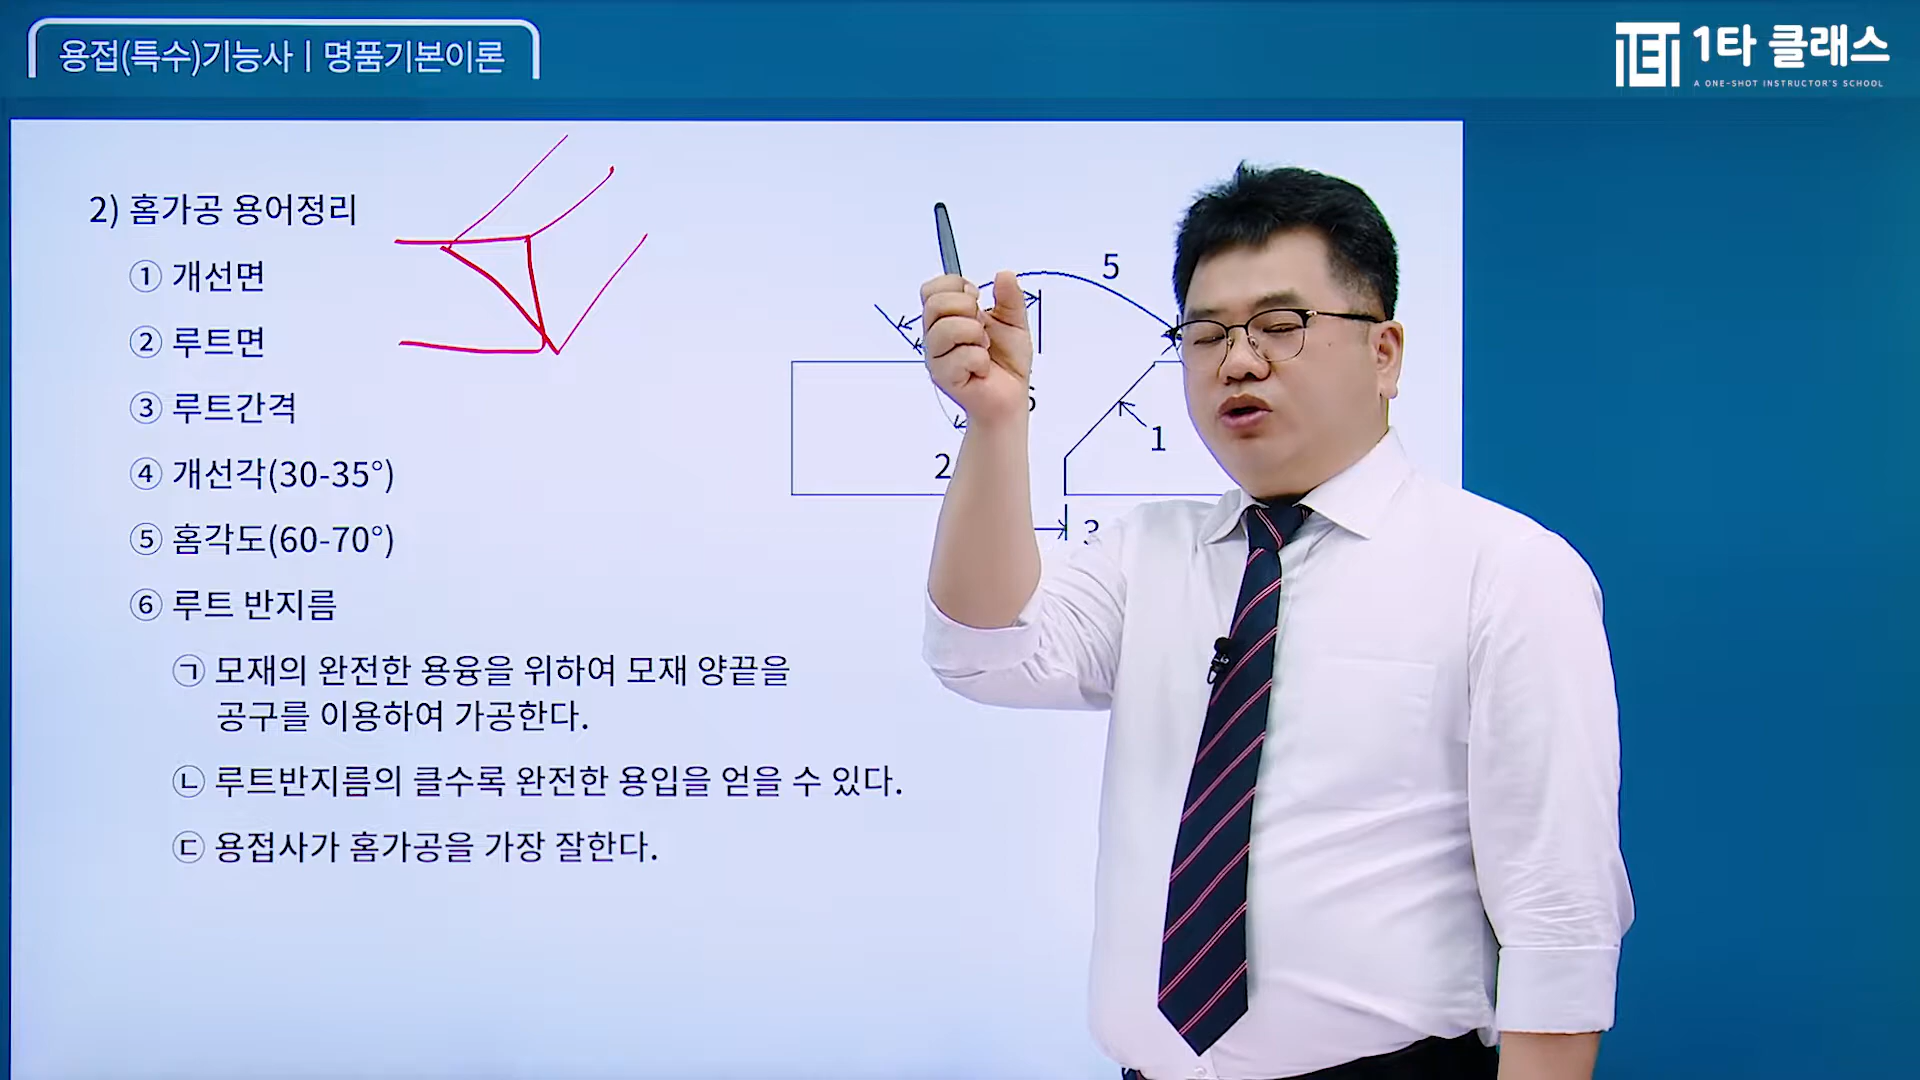 용접(특수)기능사 | 명품기본이론
1타 클래스
A ONE-SHOT INSTRUCTOR'S SCHOOL
2) 홈가공 용어정리
① 개선면
② 루트면
③ 루트간격
④ 개선각(30-35°)
⑤ 홈각도(60-70°)
⑥ 루트 반지름
㉠ 모재의 완전한 용융을 위하여 모재 양끝을
공구를 이용하여 가공한다.
㉡ 루트반지름의 클수록 완전한 용입을 얻을 수 있다.
㉢ 용접사가 홈가공을 가장 잘한다.
5
6
1
2
3